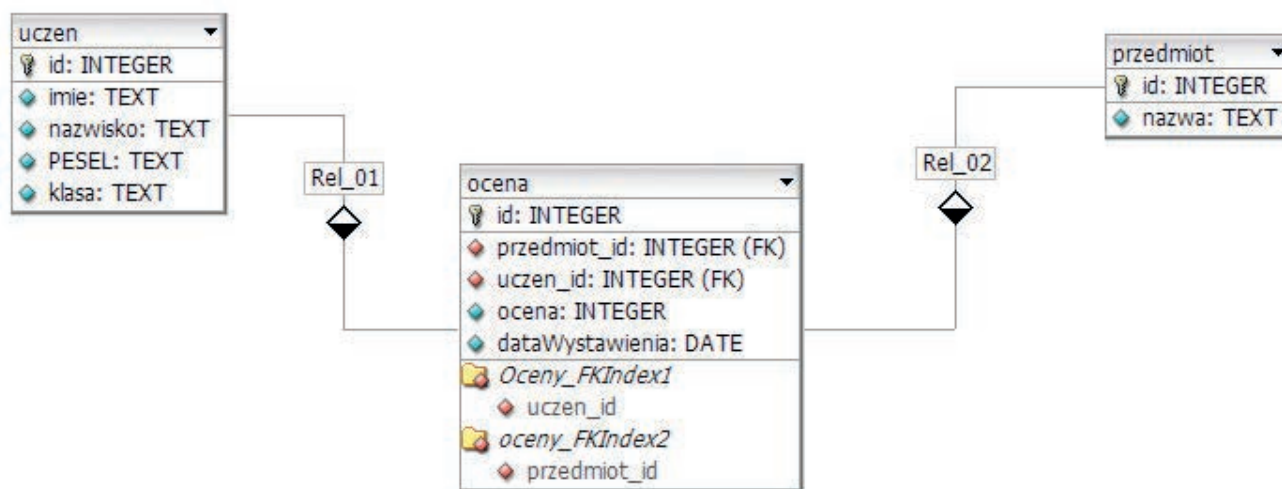 uczen
id: INTEGER
imie: TEXT
nazwisko: TEXT
PESEL: TEXT
klasa: TEXT
Rel_01
ocena
id: INTEGER
przedmiot_id: INTEGER (FK)
uczen_id: INTEGER (FK)
ocena: INTEGER
dataWystawienia: DATE
Oceny_FKIndex1
uczen_id
oceny_FKIndex2
przedmiot_id
Rel_02
przedmiot
id: INTEGER
nazwa: TEXT